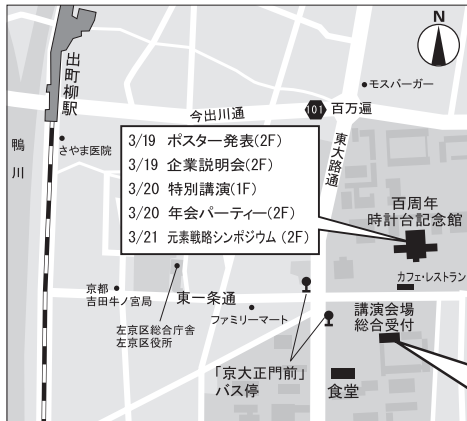 N
出町柳駅
モスバーガー
101 百万遍
今出川通
鴨川
さやま医院
東大路通
3/19 ポスター発表(2F)
3/19 企業説明会(2F)
3/20 特別講演(1F)
3/20 年会パーティー(2F)
3/21 元素戦略シンポジウム (2F)
百周年
時計台記念館
カフェ・レストラン
京都
吉田牛ノ宮局
東一条通
ファミリーマート
左京区総合庁舎
左京区役所
講演会場
総合受付
「京大正門前」
バス停
食堂